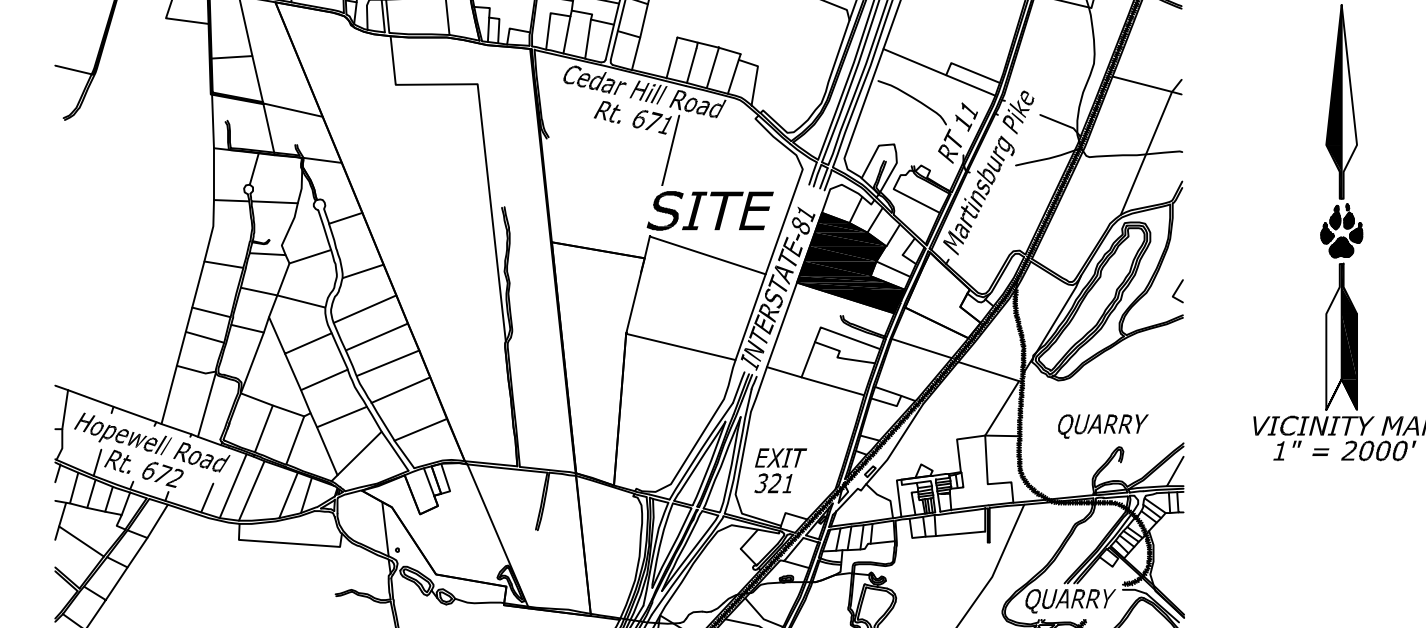 Cedar Hill Road
Rt. 671
RT 11
Martinsburg Pike
SITE
INTERSTATE-81
Hopewell Road
Rt. 672
EXIT
321
QUARRY
QUARRY
VICINITY MA
1" = 2000'